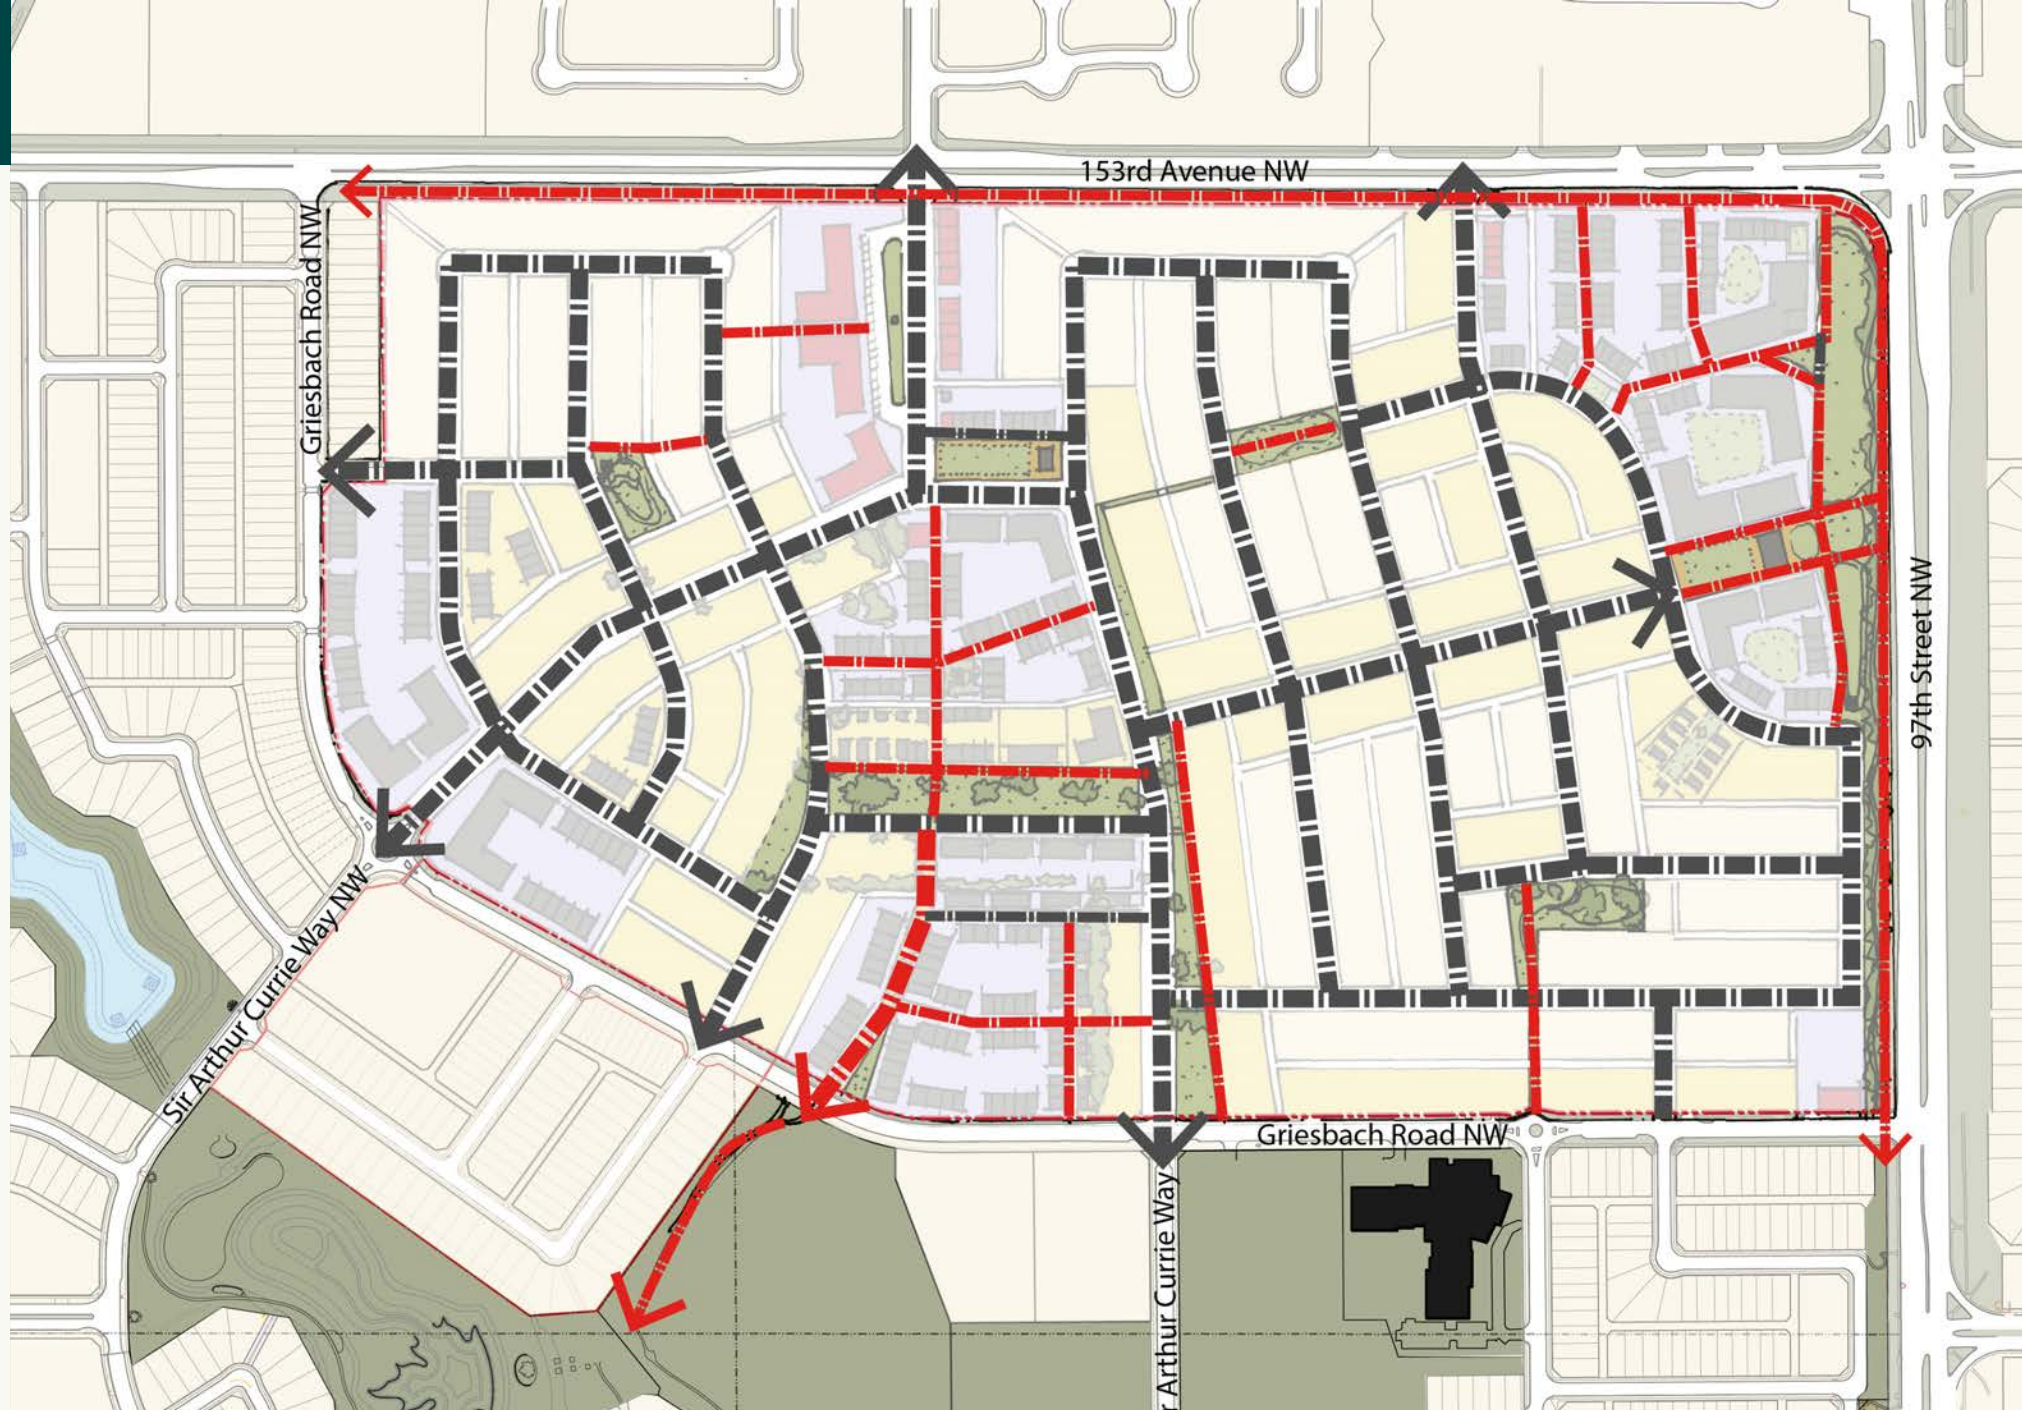 153rd Avenue NW
Griesbach Road NW
97th Street NW
Sir Arthur Currie Way NW
Griesbach Road NW
Arthur Currie Way